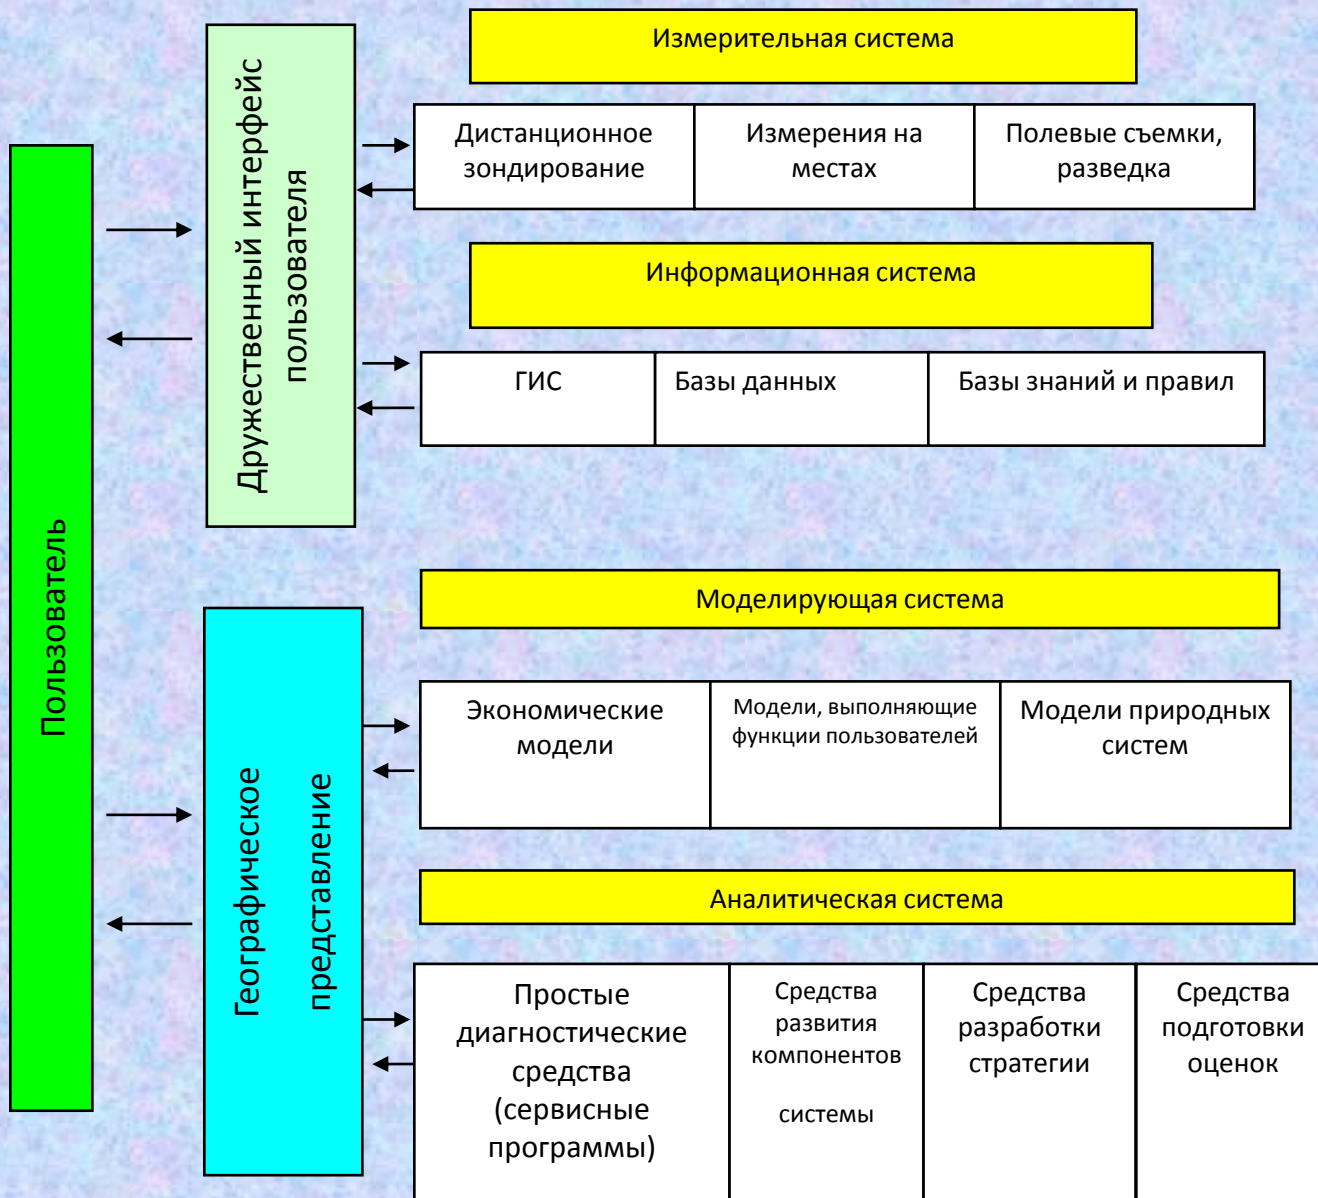 Пользователь
Дружественный интерфейс
пользователя
Измерительная система
Дистанционное
зондирование
Измерения на
местах
Полевые съемки,
разведка
Информационная система
ГИС
Базы данных
Базы знаний и правил
Географическое
представление
Моделирующая система
Экономические
модели
Модели, выполняющие
функции пользователей
Модели природных
систем
Аналитическая система
Простые
диагностические
средства
(сервисные
программы)
Средства
развития
компонентов
системы
Средства
разработки
стратегии
Средства
подготовки
оценок